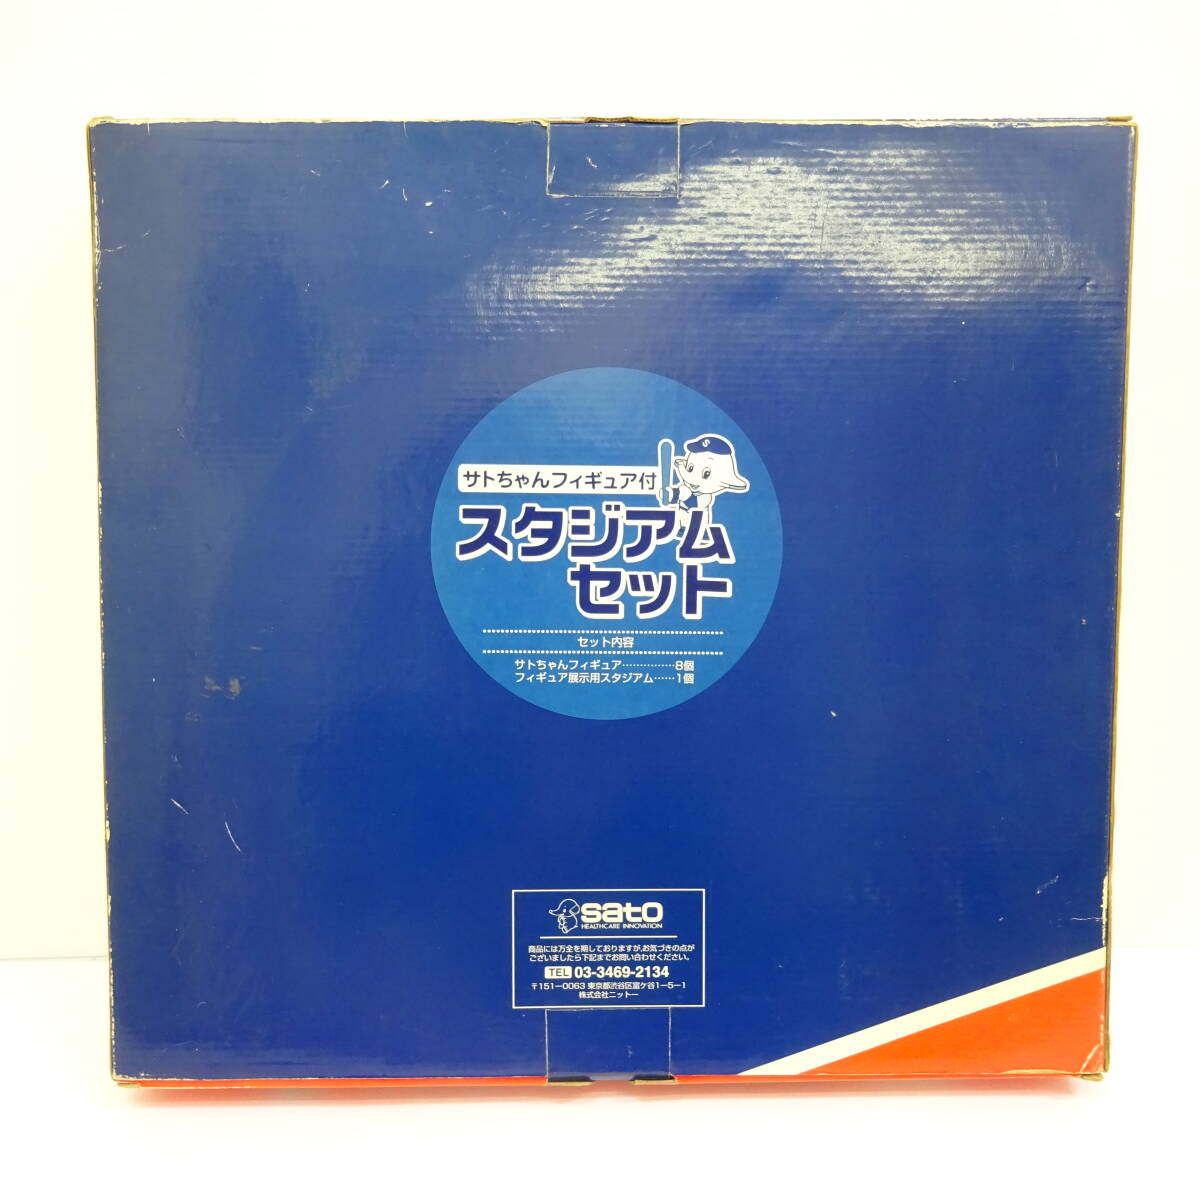 サトちゃんフィギュア付
S
スタジアム
セット
セット内容
サトちゃんフィギュア……………8個
フィギュア展示用スタジアム……1個
sato
HEALTHCARE INNOVATION
商品には万全を期しておりますが、お気づきの点が
ございましたら下記までお問い合わせください。
TEL 03-3469-2134
〒151-0063 東京都渋谷区富ケ谷1-5-1
株式会社ニットー